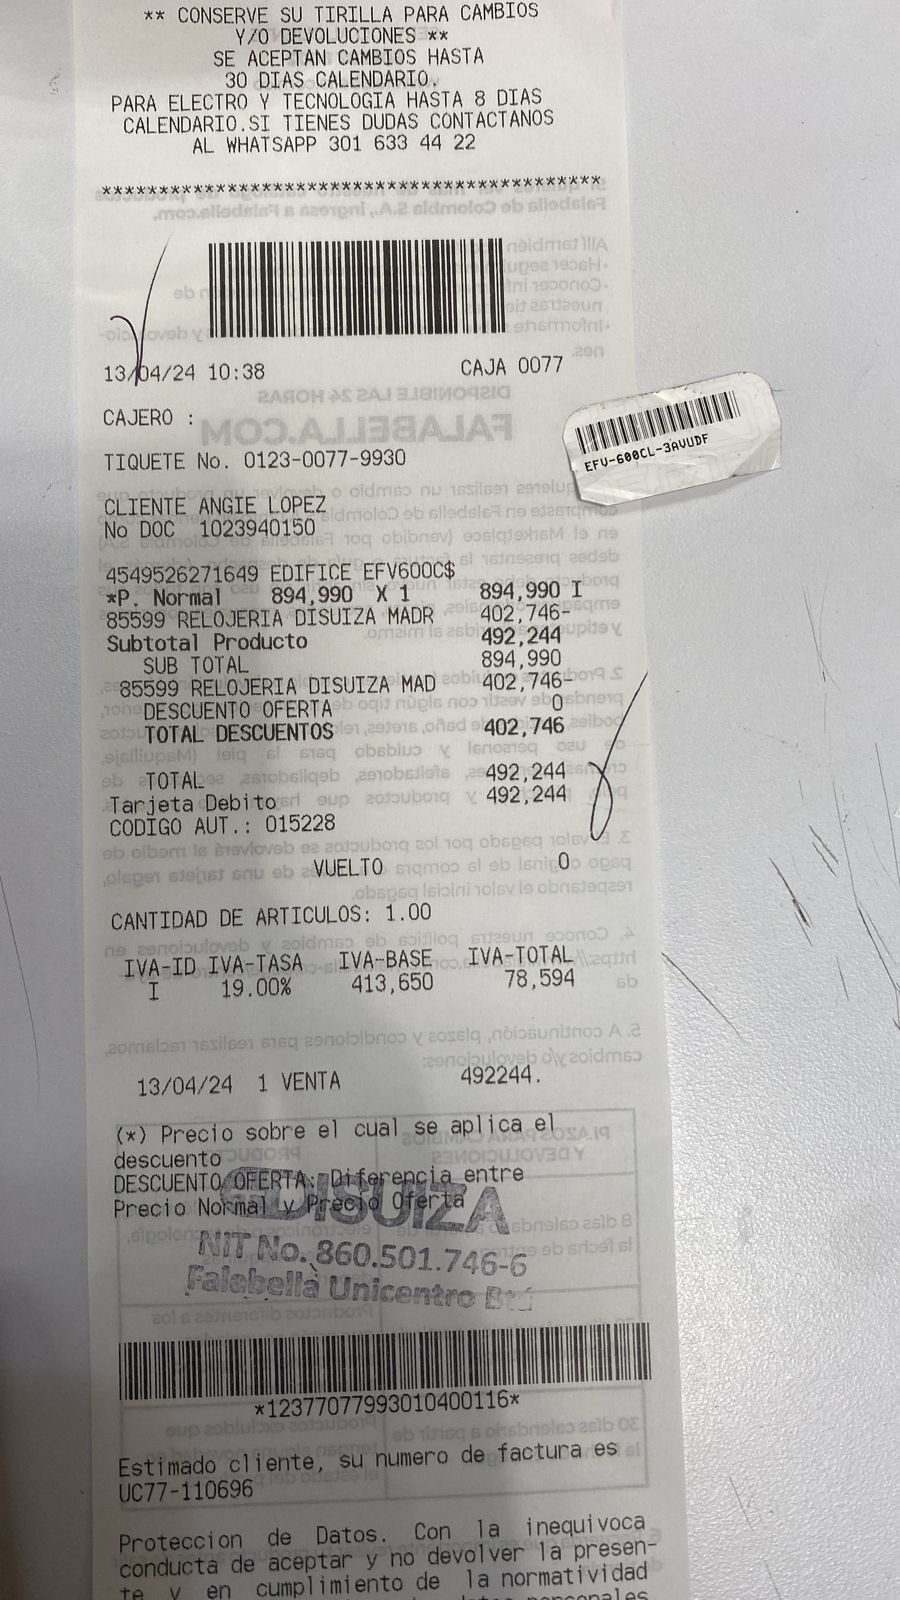 ** CONSERVE SU TIRILLA PARA CAMBIOS
Y/O DEVOLUCIONES **
SE ACEPTAN CAMBIOS HASTA
30 DIAS CALENDARIO.
PARA ELECTRO Y TECNOLOGIA HASTA 8 DIAS
CALENDARIO.SI TIENES DUDAS CONTACTANOS
AL WHATSAPP 301 633 44 22
********************************************
13/04/24 10:38 CAJA 0077
CAJERO :
TIQUETE No. 0123-0077-9930
EFV-600CL-3AVUDF
CLIENTE ANGIE LOPEZ
No DOC 1023940150
4549526271649 EDIFICE EFV600C$
*P. Normal 894,990 X 1 894,990 I
85599 RELOJERIA DISUIZA MADR 402,746-
Subtotal Producto 492,244
SUB TOTAL 894,990
85599 RELOJERIA DISUIZA MAD 402,746-
DESCUENTO OFERTA 0
TOTAL DESCUENTOS 402,746
TOTAL 492,244
Tarjeta Debito 492,244
CODIGO AUT.: 015228
VUELTO 0
CANTIDAD DE ARTICULOS: 1.00
IVA-ID IVA-TASA IVA-BASE IVA-TOTAL
I 19.00% 413,650 78,594
13/04/24 1 VENTA 492244.
(*) Precio sobre el cual se aplica el
descuento
DESCUENTO OFERTA: Diferencia entre
Precio Normal y Precio Oferta
DISUIZA
NIT No. 860.501.746-6
Falabella Unicentro Btá
*12377077993010400116*
Estimado cliente, su numero de factura es
UC77-110696
Proteccion de Datos. Con la inequivoca
conducta de aceptar y no devolver la presen-
te y en cumplimiento de la normatividad